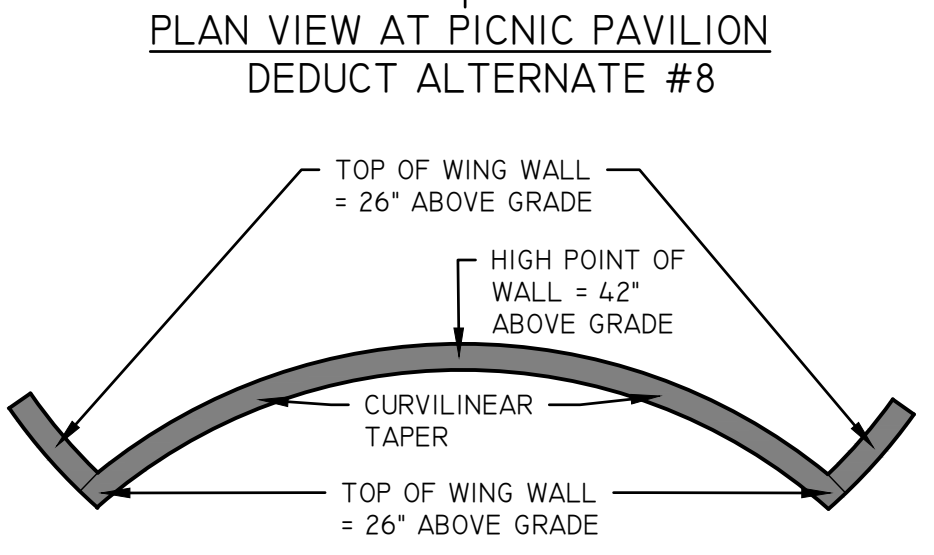 PLAN VIEW AT PICNIC PAVILION
DEDUCT ALTERNATE #8
TOP OF WING WALL
= 26" ABOVE GRADE
HIGH POINT OF
WALL = 42"
ABOVE GRADE
CURVILINEAR
TAPER
TOP OF WING WALL
= 26" ABOVE GRADE